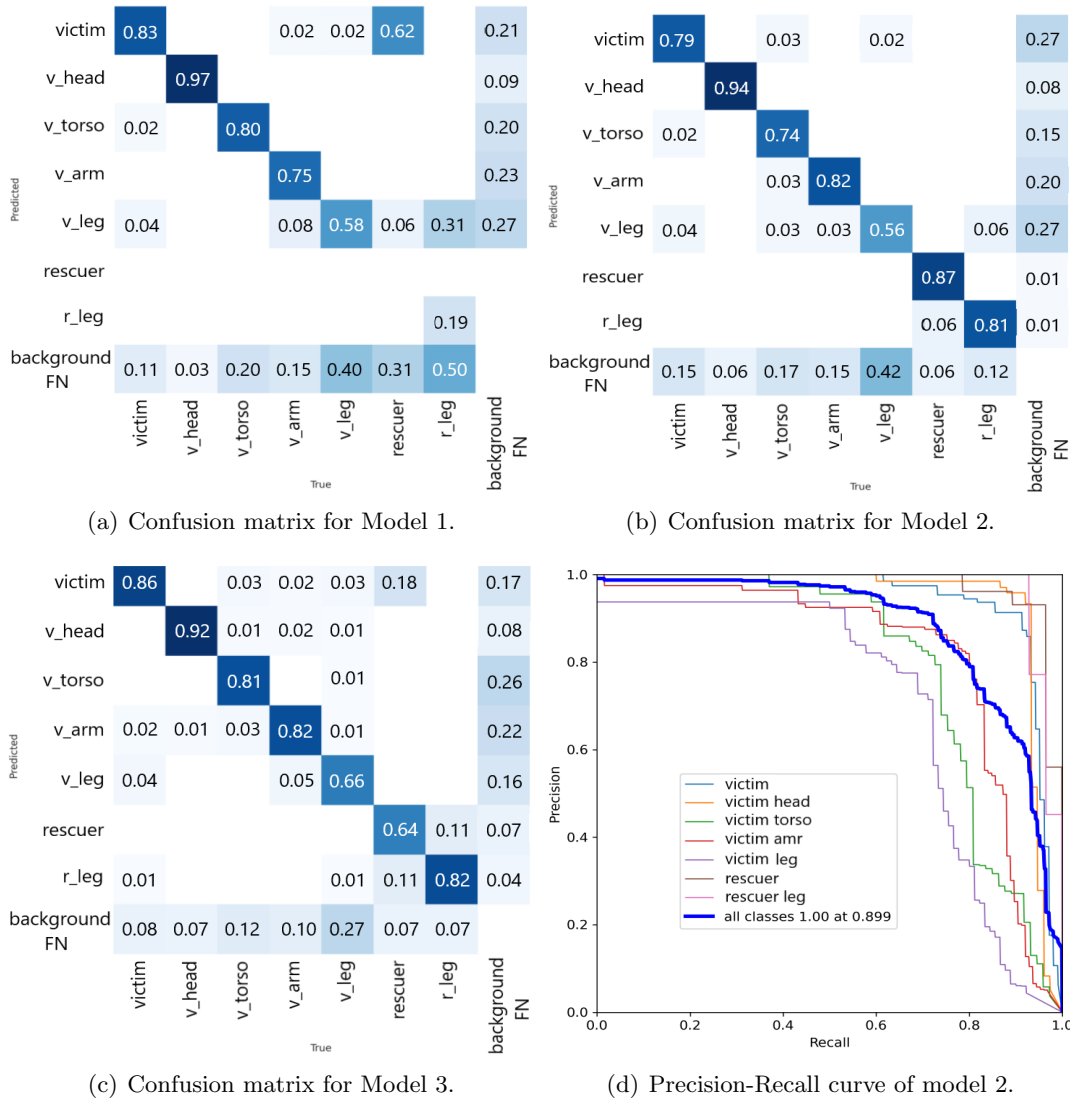 victim 0.83 0.02 0.02 0.62 0.21
v_head 0.97 0.09
v_torso 0.02 0.80 0.20
v_arm 0.75 0.23
v_leg 0.04 0.08 0.58 0.06 0.31 0.27
rescuer
r_leg 0.19
background FN 0.11 0.03 0.20 0.15 0.40 0.31 0.50
Predicted
victim v_head v_torso v_arm v_leg rescuer r_leg background FN
True
(a) Confusion matrix for Model 1.
victim 0.79 0.03 0.02 0.27
v_head 0.94 0.08
v_torso 0.02 0.74 0.15
v_arm 0.03 0.82 0.20
v_leg 0.04 0.03 0.03 0.56 0.06 0.27
rescuer 0.87 0.01
r_leg 0.06 0.81 0.01
background FN 0.15 0.06 0.17 0.15 0.42 0.06 0.12
Predicted
victim v_head v_torso v_arm v_leg rescuer r_leg background FN
True
(b) Confusion matrix for Model 2.
victim 0.86 0.03 0.02 0.03 0.18 0.17
v_head 0.92 0.01 0.02 0.01 0.08
v_torso 0.81 0.01 0.26
v_arm 0.02 0.01 0.03 0.82 0.01 0.22
v_leg 0.04 0.05 0.66 0.16
rescuer 0.64 0.11 0.07
r_leg 0.01 0.01 0.11 0.82 0.04
background FN 0.08 0.07 0.12 0.10 0.27 0.07 0.07
Predicted
victim v_head v_torso v_arm v_leg rescuer r_leg background FN
True
(c) Confusion matrix for Model 3.
1.0
0.8
0.6
0.4
0.2
0.0
Precision
victim
victim head
victim torso
victim amr
victim leg
rescuer
rescuer leg
all classes 1.00 at 0.899
0.0 0.2 0.4 0.6 0.8 1.0
Recall
(d) Precision-Recall curve of model 2.